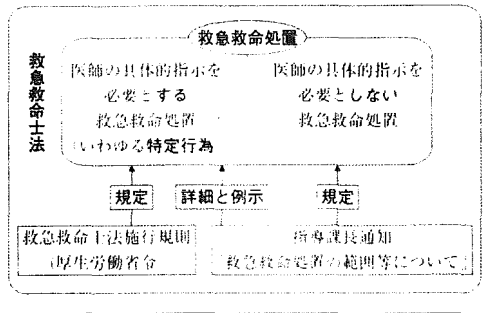 救急救命処置
救急救命士法
医師の具体的指示を
必要とする
救急救命処置
いわゆる特定行為
医師の具体的指示を
必要としない
救急救命処置
規定
詳細と例示
規定
救急救命士法施行規則
（厚生労働省令
指導課長通知
「救急救命処置の範囲等について」